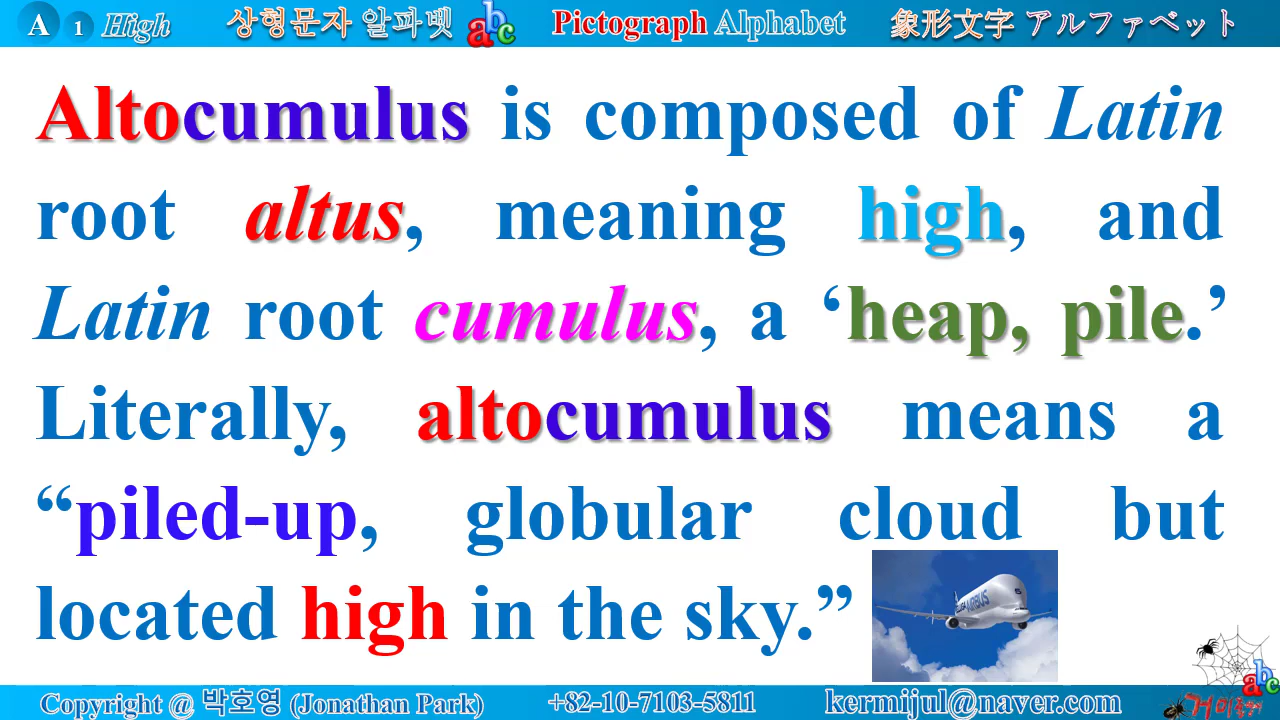 A 1 High 상형문자 알파벳 abc Pictograph Alphabet 象形文字 アルファベット
Altocumulus is composed of Latin
root altus, meaning high, and
Latin root cumulus, a ‘heap, pile.’
Literally, altocumulus means a
“piled-up, globular cloud but
located high in the sky.”
AIRBUS
abc
Copyright @ 박호영 (Jonathan Park) +82-10-7103-5811 kermijul@naver.com